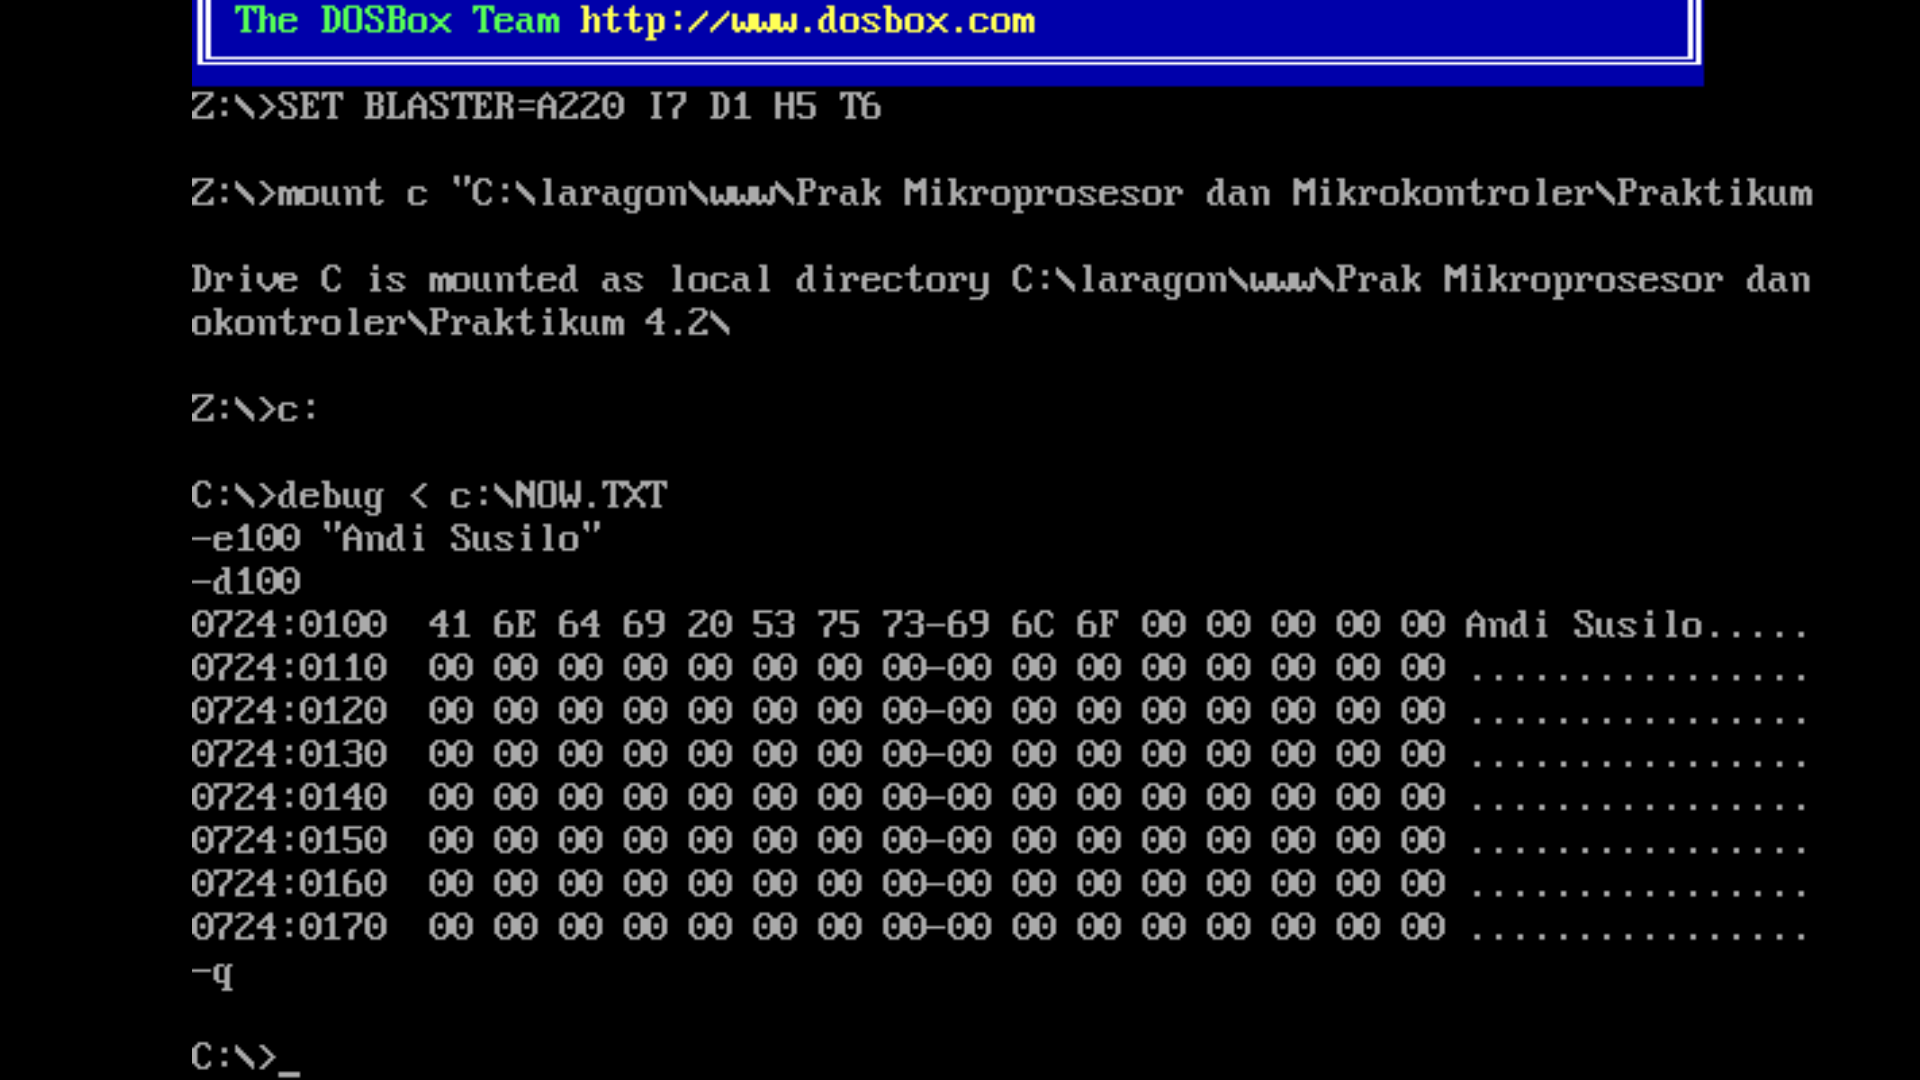 The DOSBox Team http://www.dosbox.com
Z:\>SET BLASTER=A220 I7 D1 H5 T6
Z:\>mount c "C:\laragon\www\Prak Mikroprosesor dan Mikrokontroler\Praktikum
Drive C is mounted as local directory C:\laragon\www\Prak Mikroprosesor dan
okontroler\Praktikum 4.2\
Z:\>c:
C:\>debug < c:\NOW.TXT
-e100 "Andi Susilo"
-d100
0724:0100  41 6E 64 69 20 53 75 73-69 6C 6F 00 00 00 00 00 Andi Susilo.....
0724:0110  00 00 00 00 00 00 00 00-00 00 00 00 00 00 00 00 ................
0724:0120  00 00 00 00 00 00 00 00-00 00 00 00 00 00 00 00 ................
0724:0130  00 00 00 00 00 00 00 00-00 00 00 00 00 00 00 00 ................
0724:0140  00 00 00 00 00 00 00 00-00 00 00 00 00 00 00 00 ................
0724:0150  00 00 00 00 00 00 00 00-00 00 00 00 00 00 00 00 ................
0724:0160  00 00 00 00 00 00 00 00-00 00 00 00 00 00 00 00 ................
0724:0170  00 00 00 00 00 00 00 00-00 00 00 00 00 00 00 00 ................
-q
C:\>_